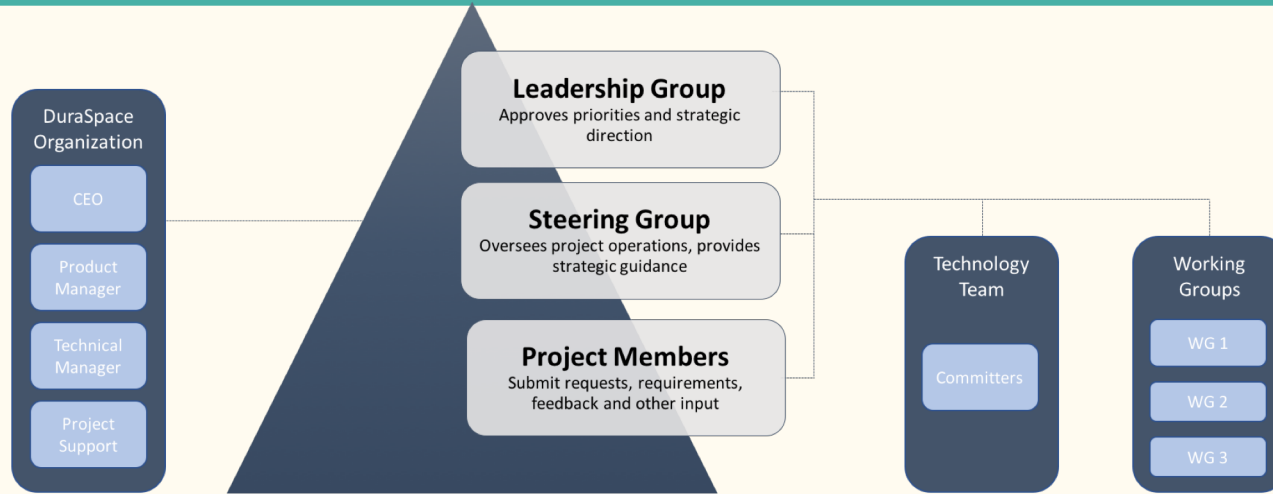 DuraSpace
Organization
CEO
Product
Manager
Technical
Manager
Project
Support
Leadership Group
Approves priorities and strategic
direction
Steering Group
Oversees project operations, provides
strategic guidance
Project Members
Submit requests, requirements,
feedback and other input
Technology
Team
Committers
Working
Groups
WG 1
WG 2
WG 3